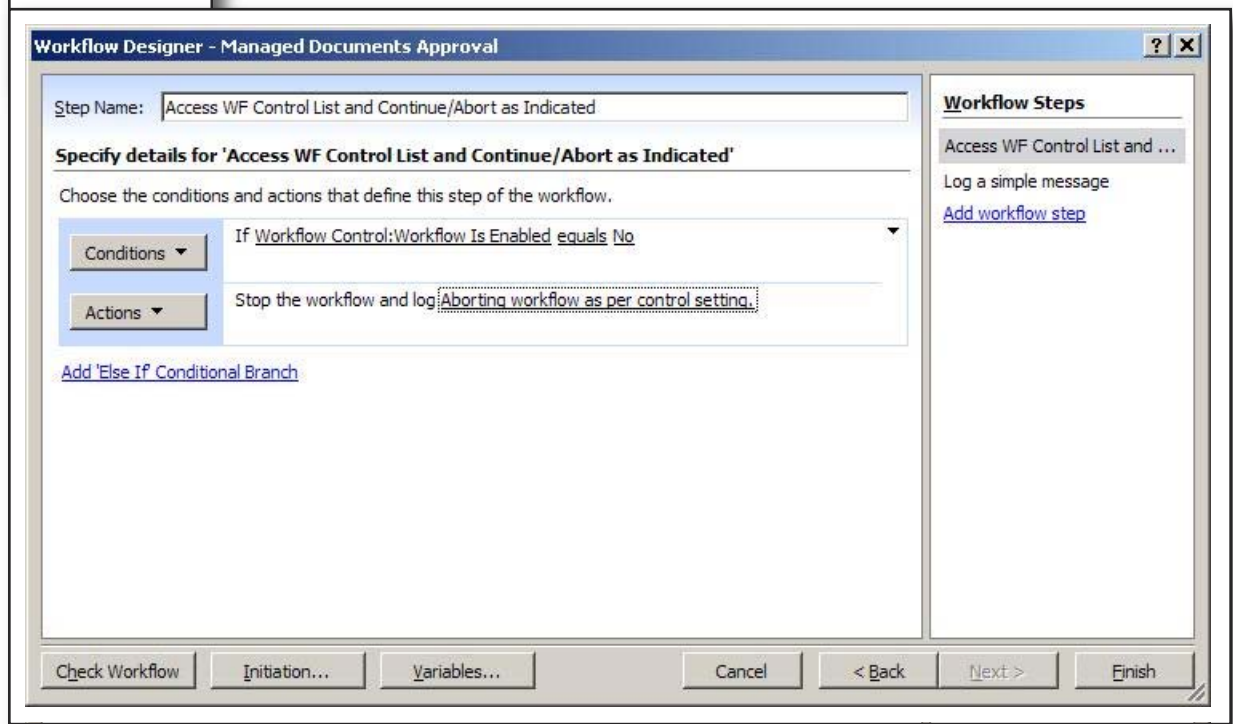 Workflow Designer - Managed Documents Approval
Step Name: Access WF Control List and Continue/Abort as Indicated
Specify details for 'Access WF Control List and Continue/Abort as Indicated'
Choose the conditions and actions that define this step of the workflow.
Conditions
If Workflow Control:Workflow Is Enabled equals No
Actions
Stop the workflow and log Aborting workflow as per control setting.
Add 'Else If' Conditional Branch
Workflow Steps
Access WF Control List and ...
Log a simple message
Add workflow step
Check Workflow
Initiation...
Variables...
Cancel
< Back
Next >
Finish